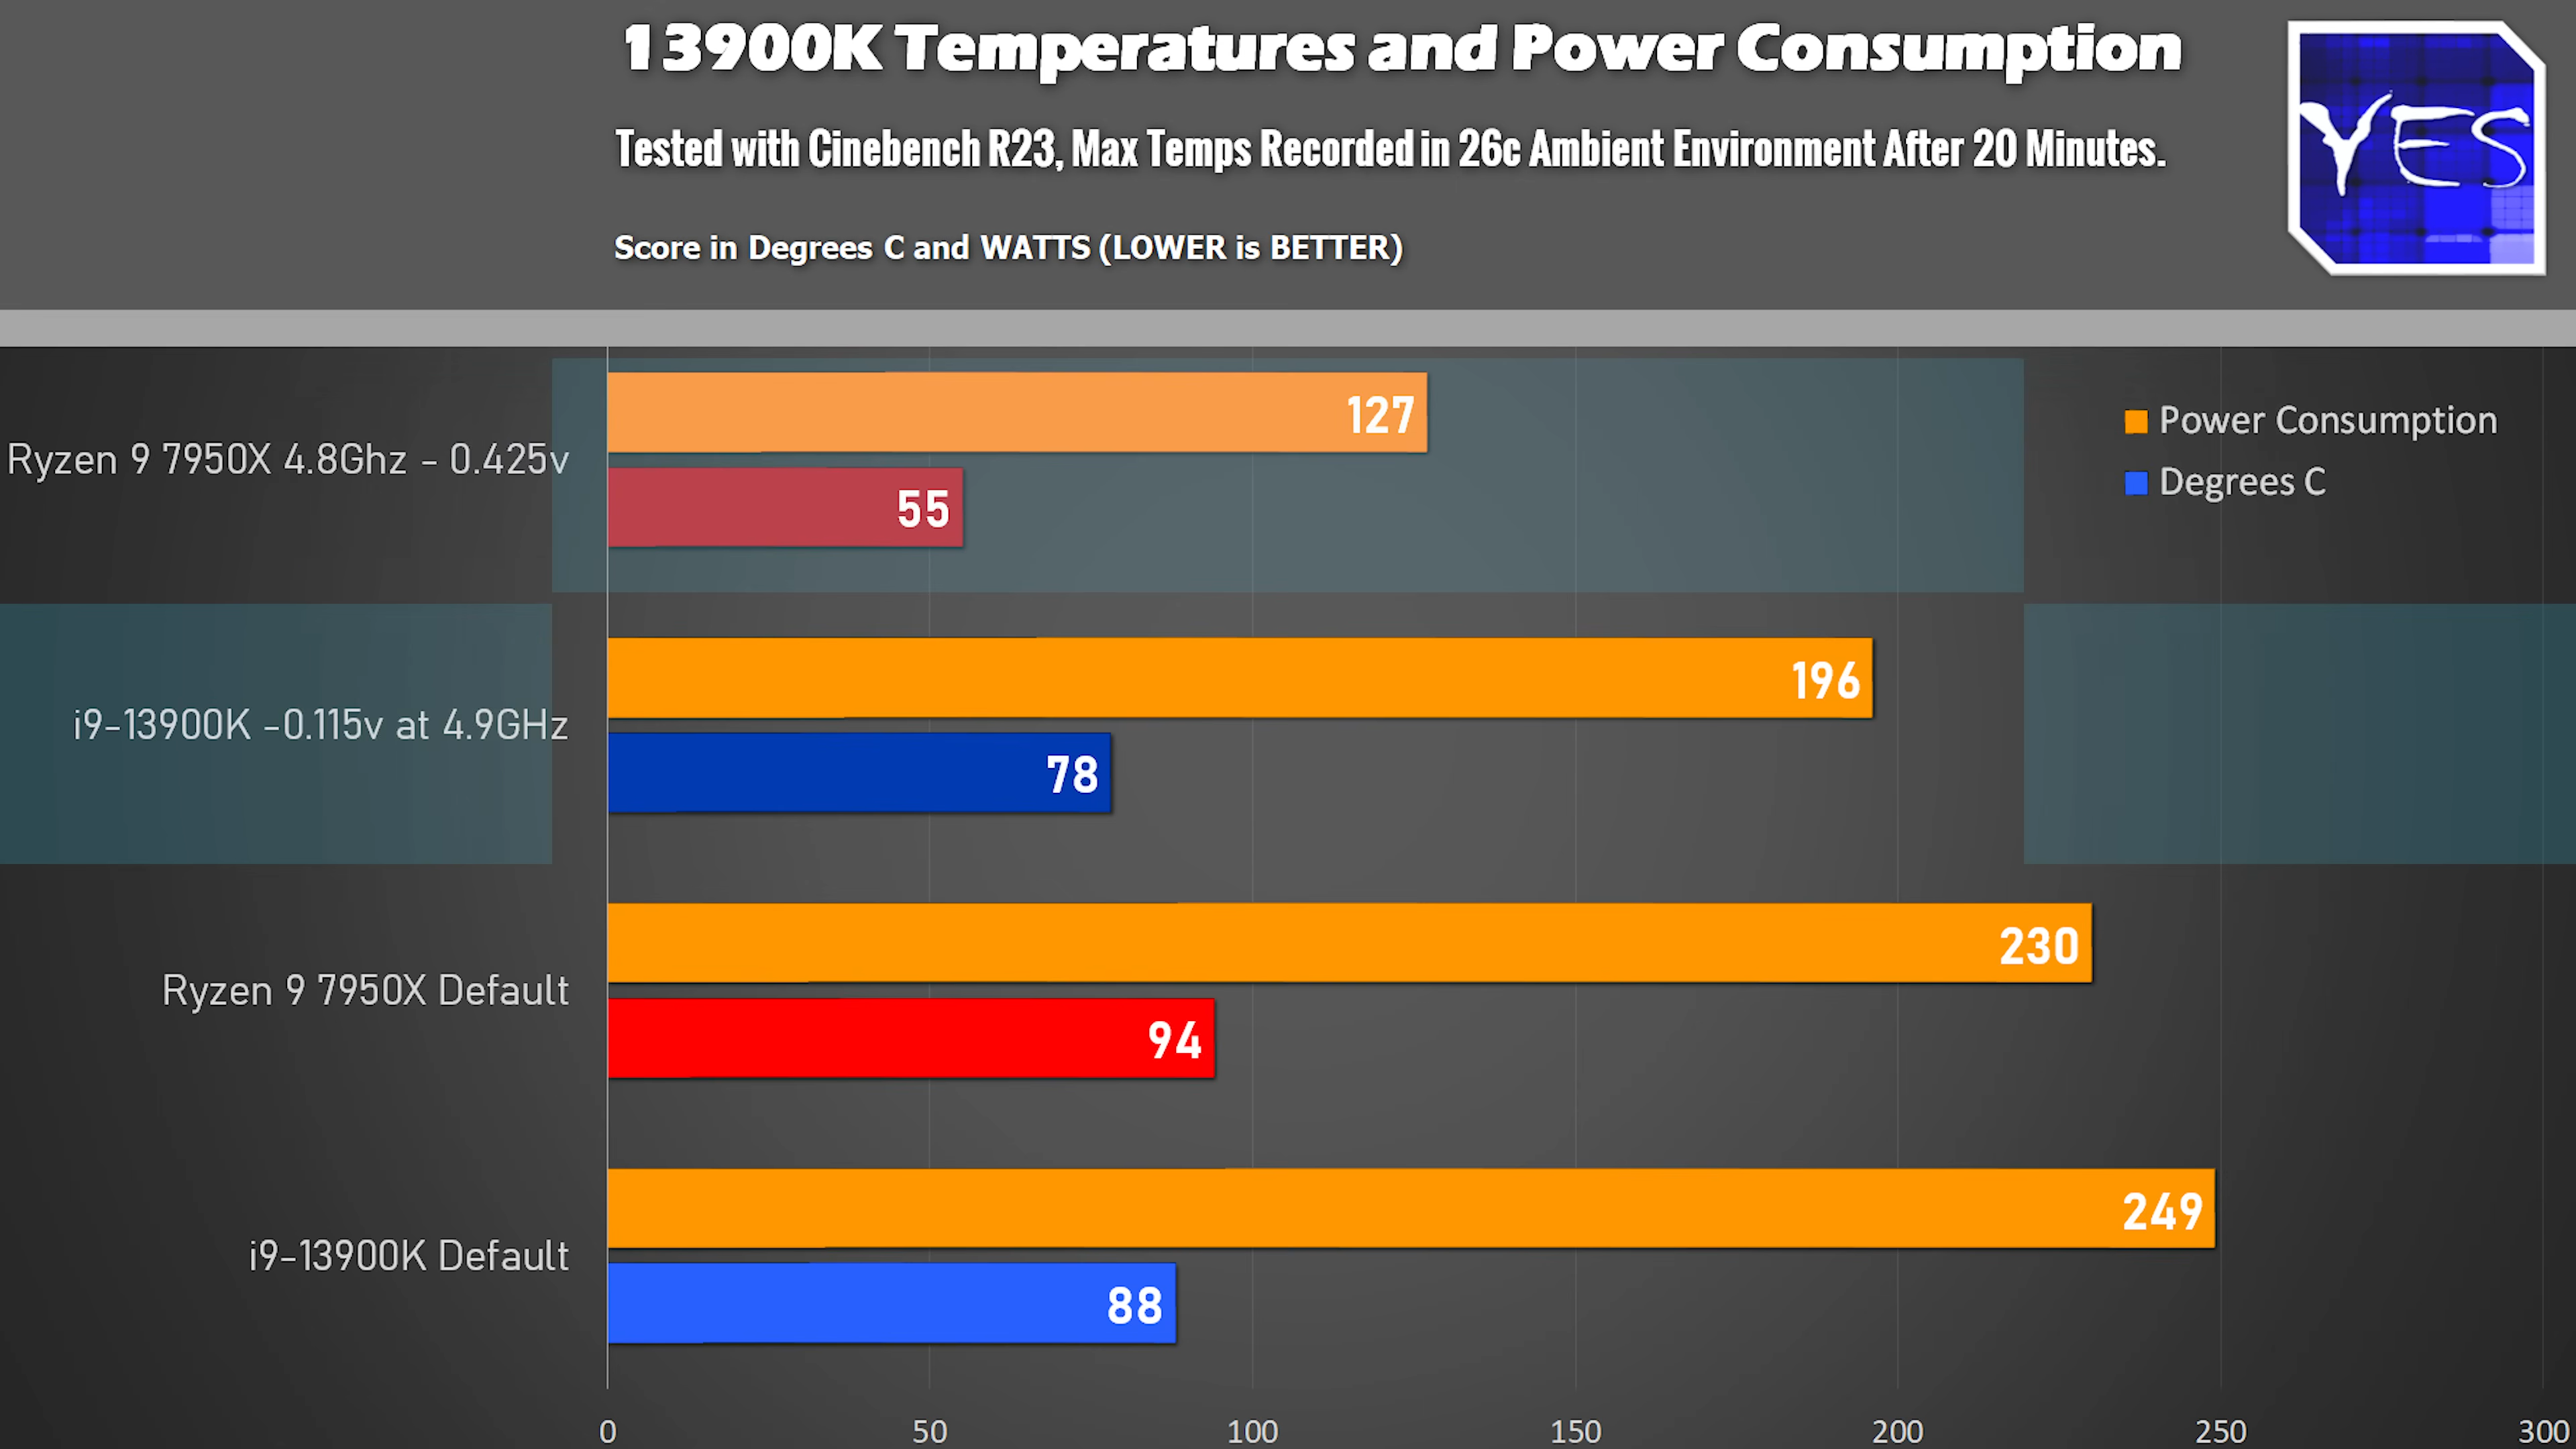 13900K Temperatures and Power Consumption
Tested with Cinebench R23, Max Temps Recorded in 26c Ambient Environment After 20 Minutes.
Score in Degrees C and WATTS (LOWER is BETTER)
YES
Power Consumption
Degrees C
Ryzen 9 7950X 4.8Ghz - 0.425v
127
55
i9-13900K -0.115v at 4.9GHz
196
78
Ryzen 9 7950X Default
230
94
i9-13900K Default
249
88
0 50 100 150 200 250 300